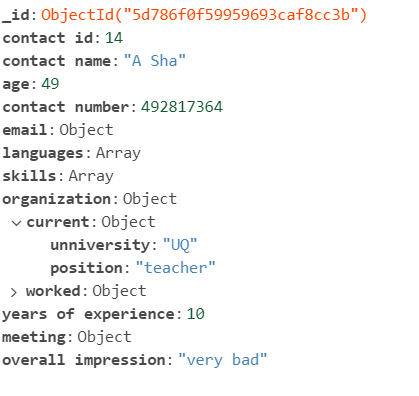 _id:ObjectId("5d786f0f59959693caf8cc3b")
contact id:14
contact name:"A Sha"
age:49
contact number:492817364
email:Object
languages:Array
skills:Array
organization:Object
current:Object
unniversity:"UQ"
position:"teacher"
worked:Object
years of experience:10
meeting:Object
overall impression:"very bad"